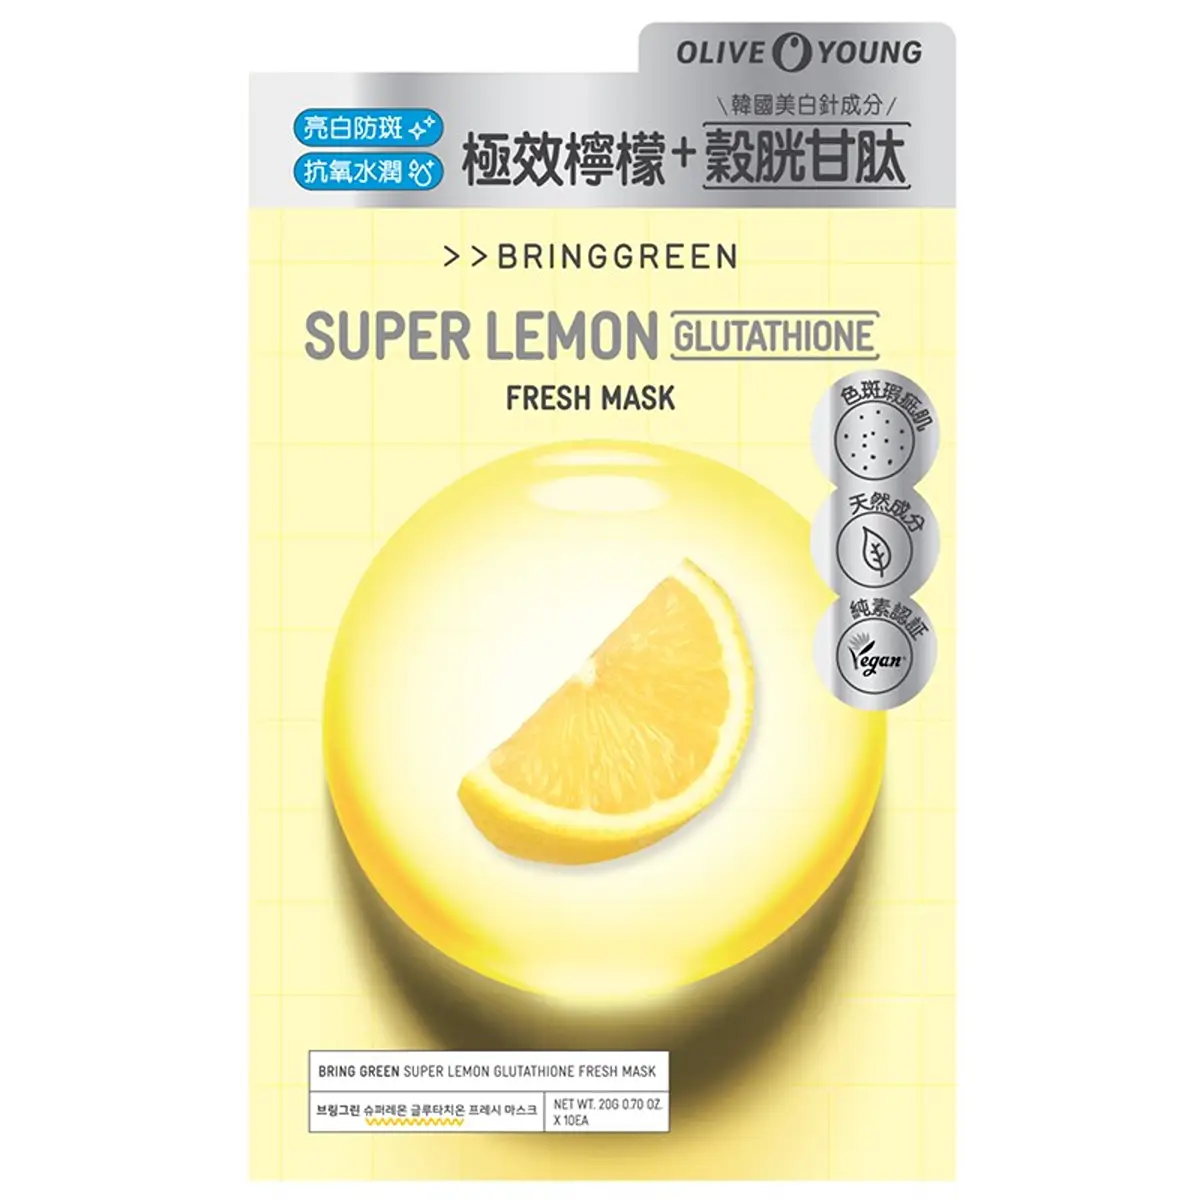 OLIVE YOUNG
\韓國美白針成分/
亮白防斑
抗氧水潤
極效檸檬+穀胱甘肽
>>BRINGGREEN
SUPER LEMON GLUTATHIONE
FRESH MASK
色斑瑕疵肌
天然成分
純素認証
Vegan
BRING GREEN SUPER LEMON GLUTATHIONE FRESH MASK
브링그린 슈퍼레몬 글루타치온 프레시 마스크
NET WT. 20G 0.70 OZ.
X 10EA